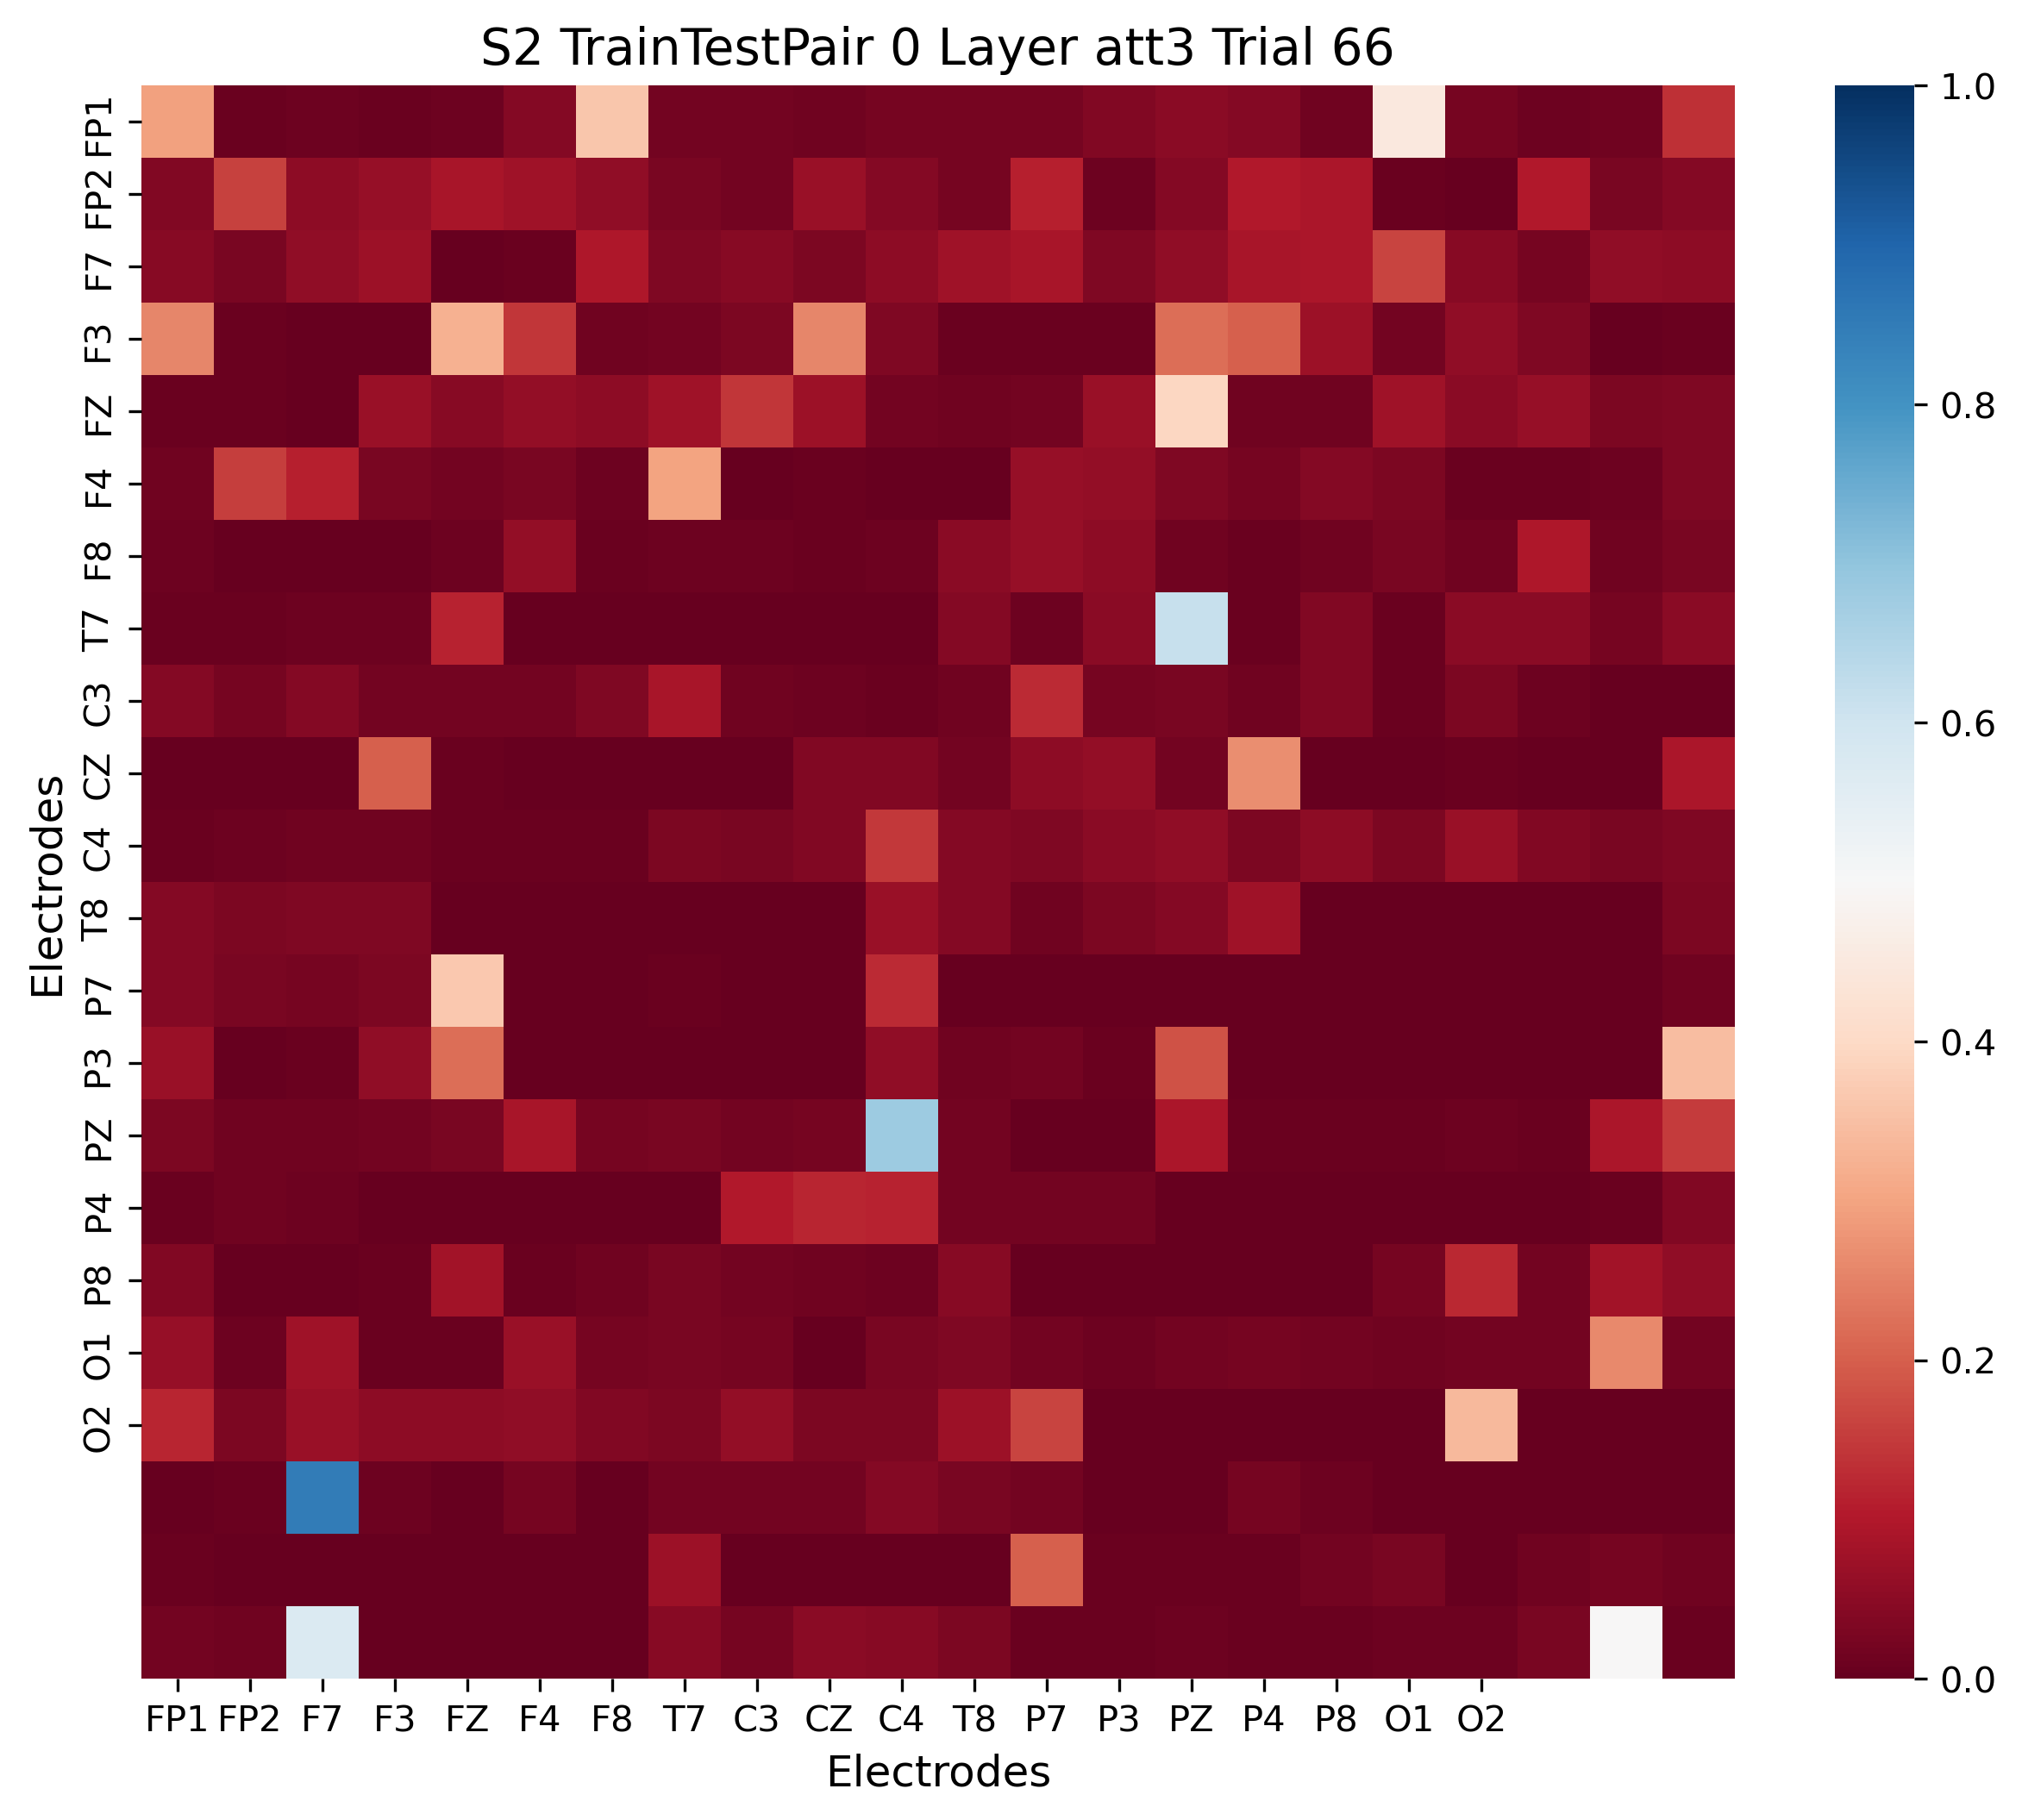 S2 TrainTestPair 0 Layer att3 Trial 66
Electrodes
FP1
FP2
F7
F3
FZ
F4
F8
T7
C3
CZ
C4
T8
P7
P3
PZ
P4
P8
O1
O2
FP1 FP2 F7 F3 FZ F4 F8 T7 C3 CZ C4 T8 P7 P3 PZ P4 P8 O1 O2
Electrodes
1.0
0.8
0.6
0.4
0.2
0.0